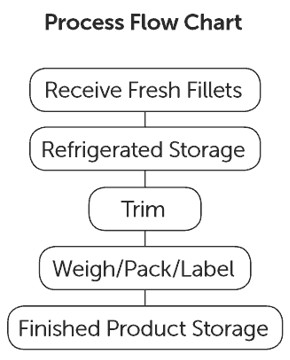 Process Flow Chart
Receive Fresh Fillets
Refrigerated Storage
Trim
Weigh/Pack/Label
Finished Product Storage